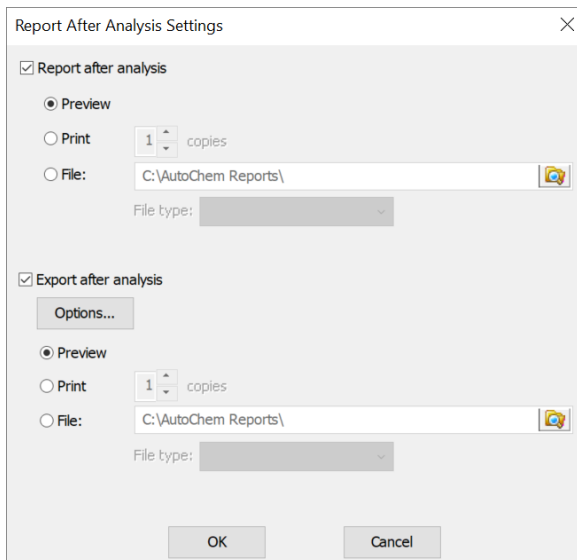 Report After Analysis Settings
Report after analysis
Preview
Print 1 copies
File: C:\AutoChem Reports\
File type:
Export after analysis
Options...
Preview
Print 1 copies
File: C:\AutoChem Reports\
File type:
OK Cancel